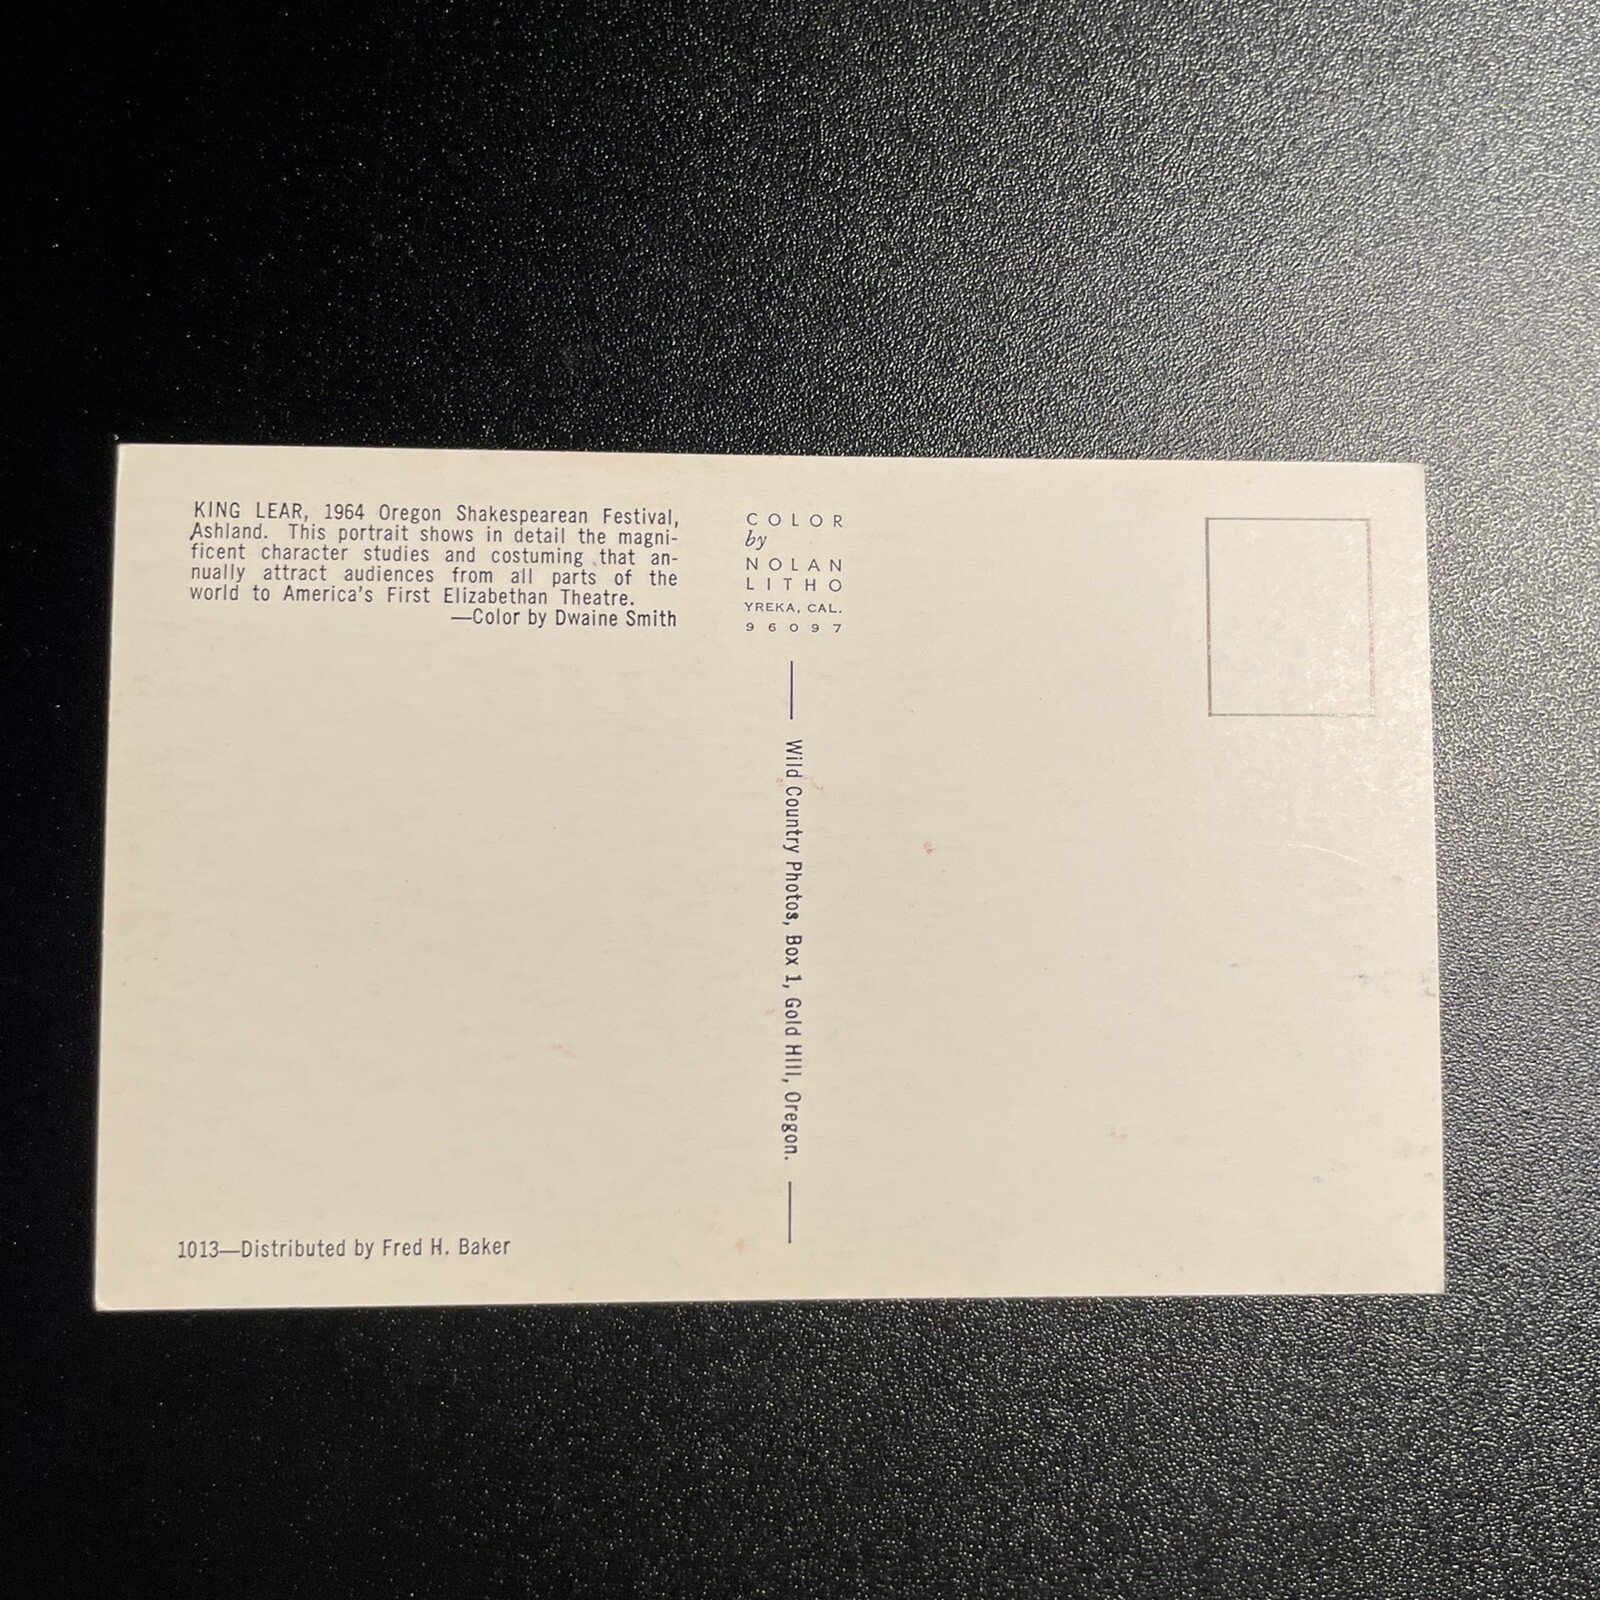 KING LEAR, 1964 Oregon Shakespearean Festival,
Ashland. This portrait shows in detail the magni-
ficent character studies and costuming that an-
nually attract audiences from all parts of the
world to America's First Elizabethan Theatre.
—Color by Dwaine Smith
COLOR
by
NOLAN
LITHO
YREKA, CAL.
96097
Wild Country Photos, Box 1, Gold Hill, Oregon.
1013—Distributed by Fred H. Baker